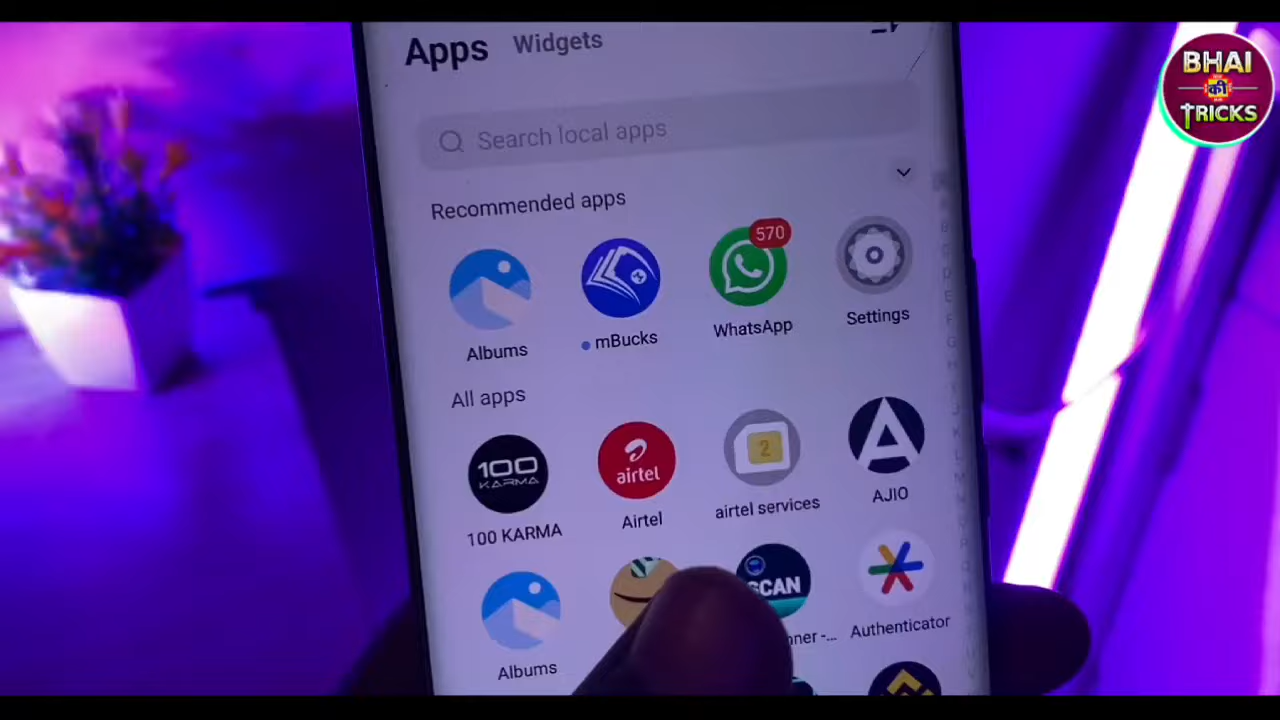 Apps Widgets
BHAI
की
TRICKS
Search local apps
Recommended apps
570
Albums mBucks WhatsApp Settings
All apps
100
KARMA
airtel
2
100 KARMA Airtel airtel services AJIO
SCAN
Albums
Authenticator